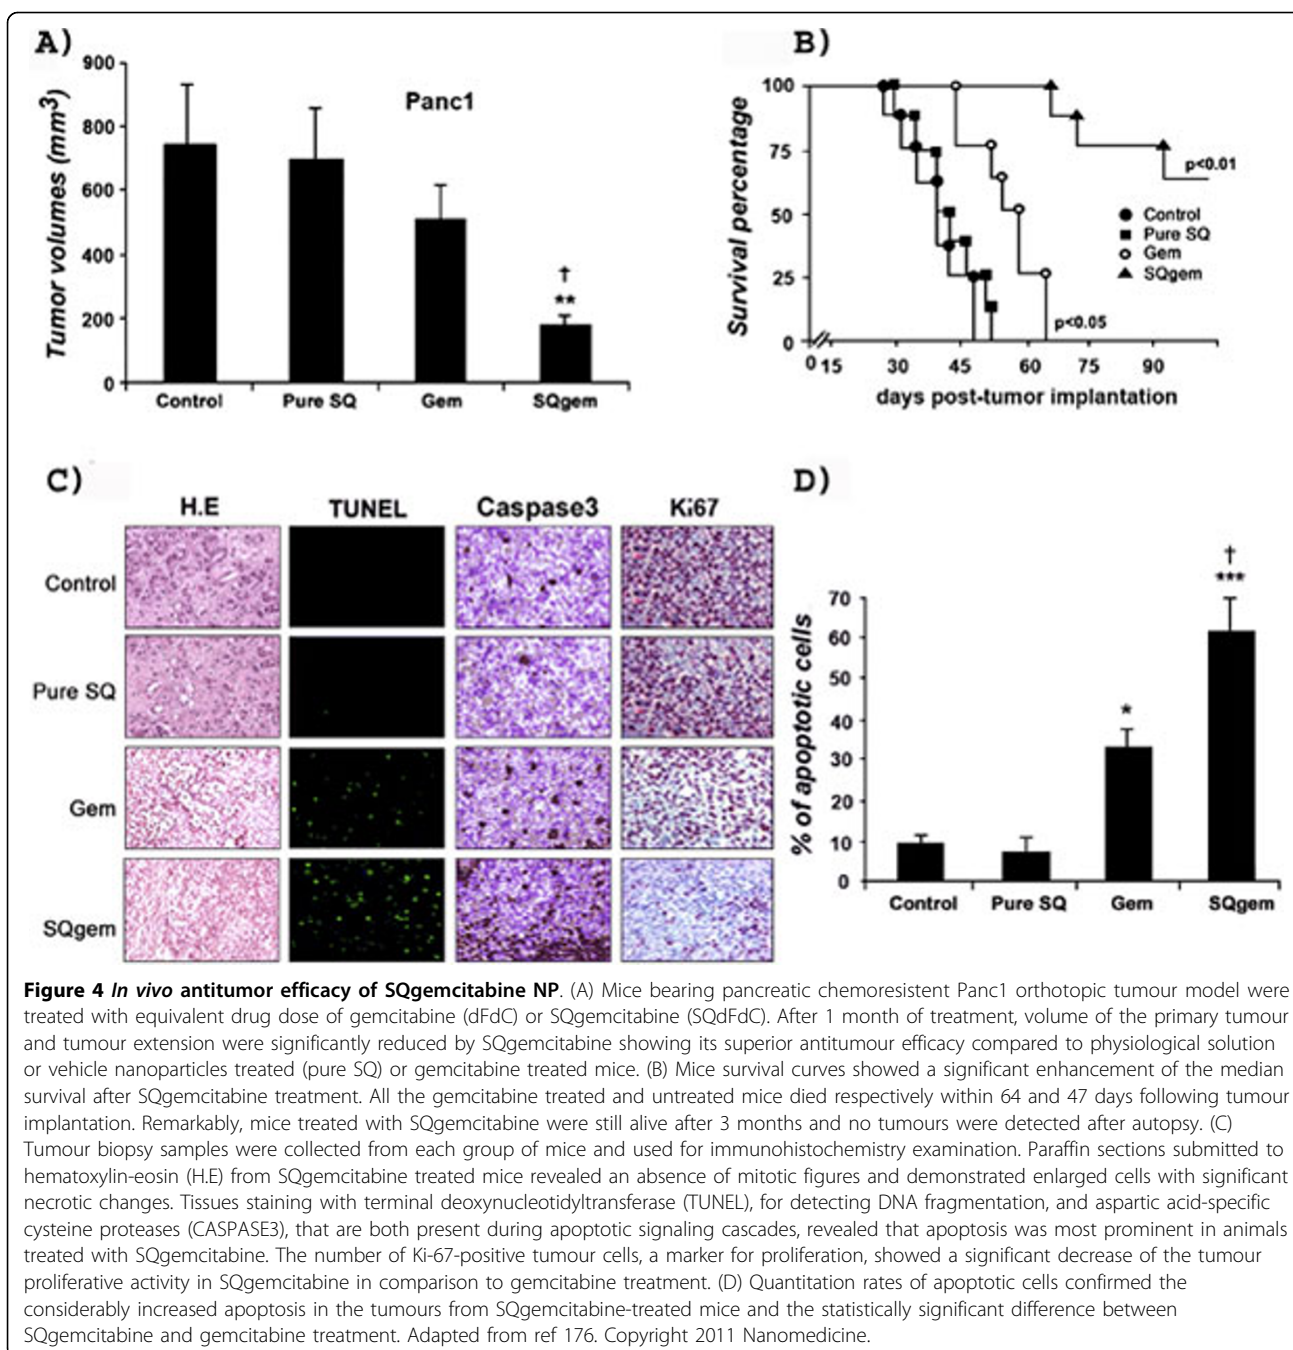 A)
900
800
600
400
200
0
Tumor volumes (mm3)
Panc1
†
**
Control Pure SQ Gem SQgem
B)
100
75
50
25
0
Survival percentage
p<0.01
Control
Pure SQ
Gem
SQgem
p<0.05
0 15 30 45 60 75 90
days post-tumor implantation
C)
H.E TUNEL Caspase3 Ki67
Control
Pure SQ
Gem
SQgem
D)
70
60
50
40
30
20
10
0
% of apoptotic cells
†
***
*
Control Pure SQ Gem SQgem
Figure 4 In vivo antitumor efficacy of SQgemcitabine NP. (A) Mice bearing pancreatic chemoresistent Panc1 orthotopic tumour model were
treated with equivalent drug dose of gemcitabine (dFdC) or SQgemcitabine (SQdFdC). After 1 month of treatment, volume of the primary tumour
and tumour extension were significantly reduced by SQgemcitabine showing its superior antitumour efficacy compared to physiological solution
or vehicle nanoparticles treated (pure SQ) or gemcitabine treated mice. (B) Mice survival curves showed a significant enhancement of the median
survival after SQgemcitabine treatment. All the gemcitabine treated and untreated mice died respectively within 64 and 47 days following tumour
implantation. Remarkably, mice treated with SQgemcitabine were still alive after 3 months and no tumours were detected after autopsy. (C)
Tumour biopsy samples were collected from each group of mice and used for immunohistochemistry examination. Paraffin sections submitted to
hematoxylin-eosin (H.E) from SQgemcitabine treated mice revealed an absence of mitotic figures and demonstrated enlarged cells with significant
necrotic changes. Tissues staining with terminal deoxynucleotidyltransferase (TUNEL), for detecting DNA fragmentation, and aspartic acid-specific
cysteine proteases (CASPASE3), that are both present during apoptotic signaling cascades, revealed that apoptosis was most prominent in animals
treated with SQgemcitabine. The number of Ki-67-positive tumour cells, a marker for proliferation, showed a significant decrease of the tumour
proliferative activity in SQgemcitabine in comparison to gemcitabine treatment. (D) Quantitation rates of apoptotic cells confirmed the
considerably increased apoptosis in the tumours from SQgemcitabine-treated mice and the statistically significant difference between
SQgemcitabine and gemcitabine treatment. Adapted from ref 176. Copyright 2011 Nanomedicine.